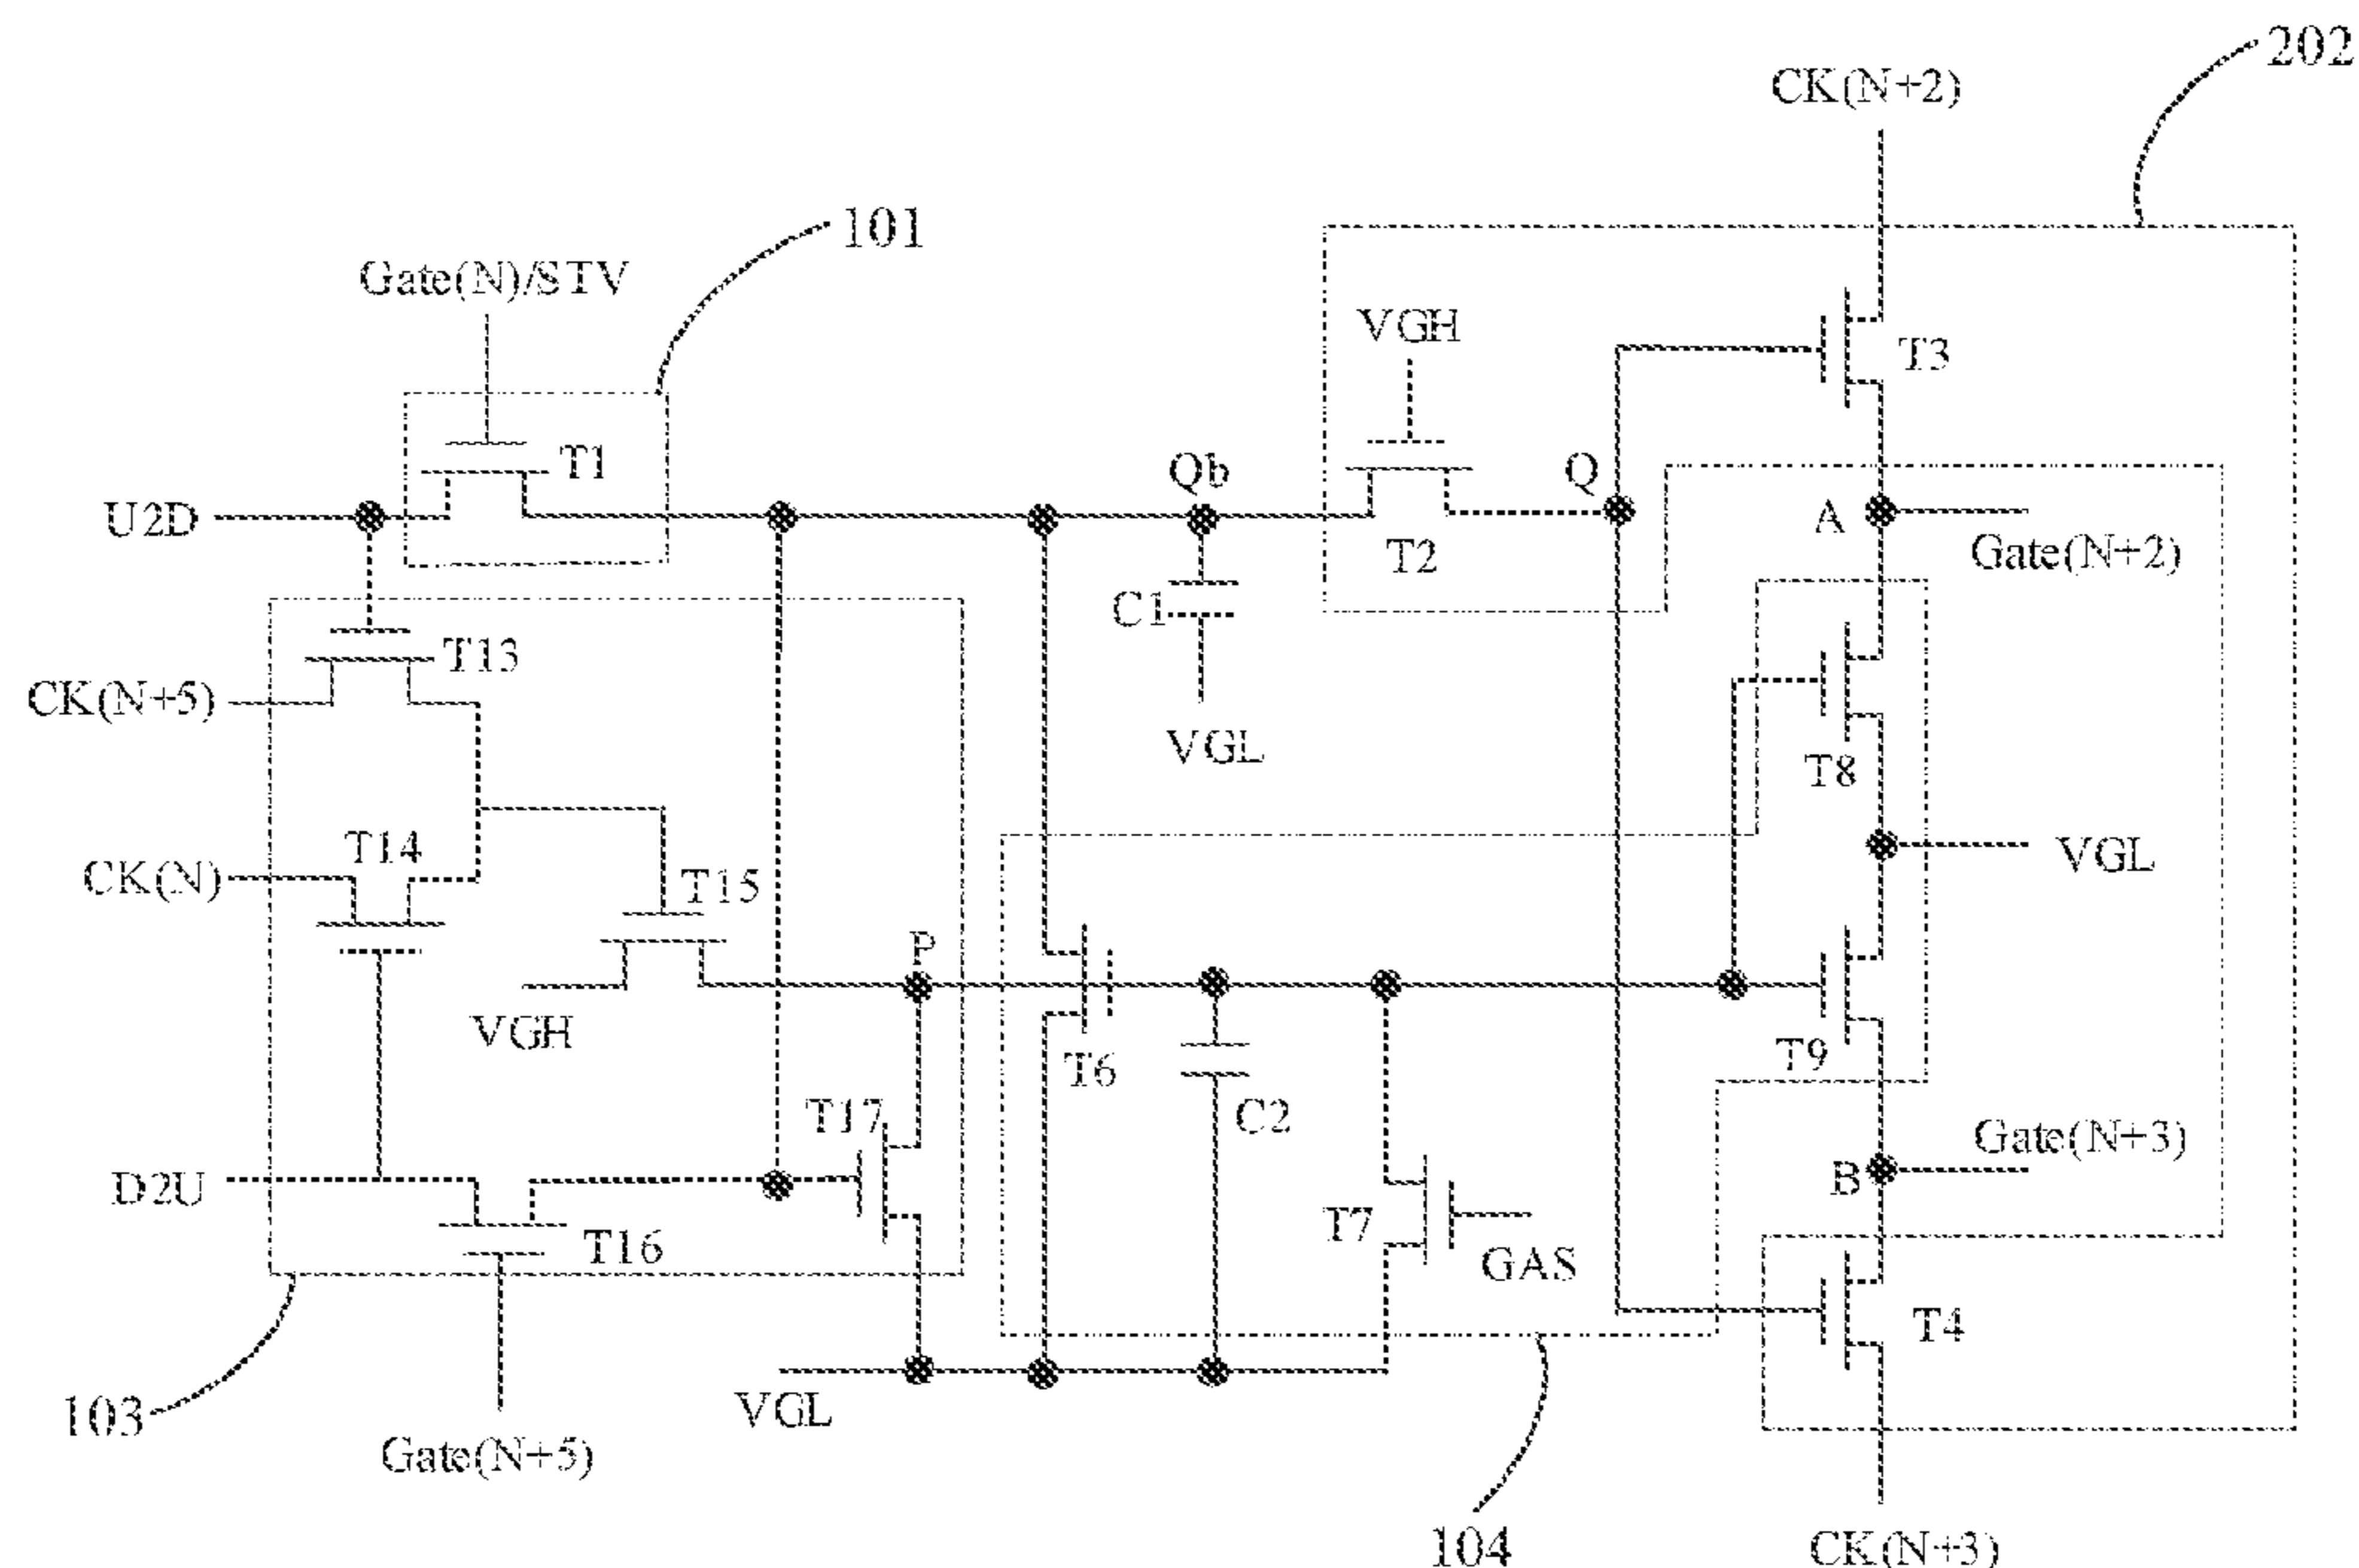 202
CK(N+2)
101
Gate(N)/STV
VGH
T3
T1
Qb
Q
U2D
A
T2
Gate(N+2)
C1
T13
CK(N+5)
VGL
T8
T14
VGL
CK(N)
T15
P
VGH
T9
T6
T17
C2
Gate(N+3)
D2U
B
T7
T16
GAS
T4
103
VGL
Gate(N+5)
104
CK(N+3)